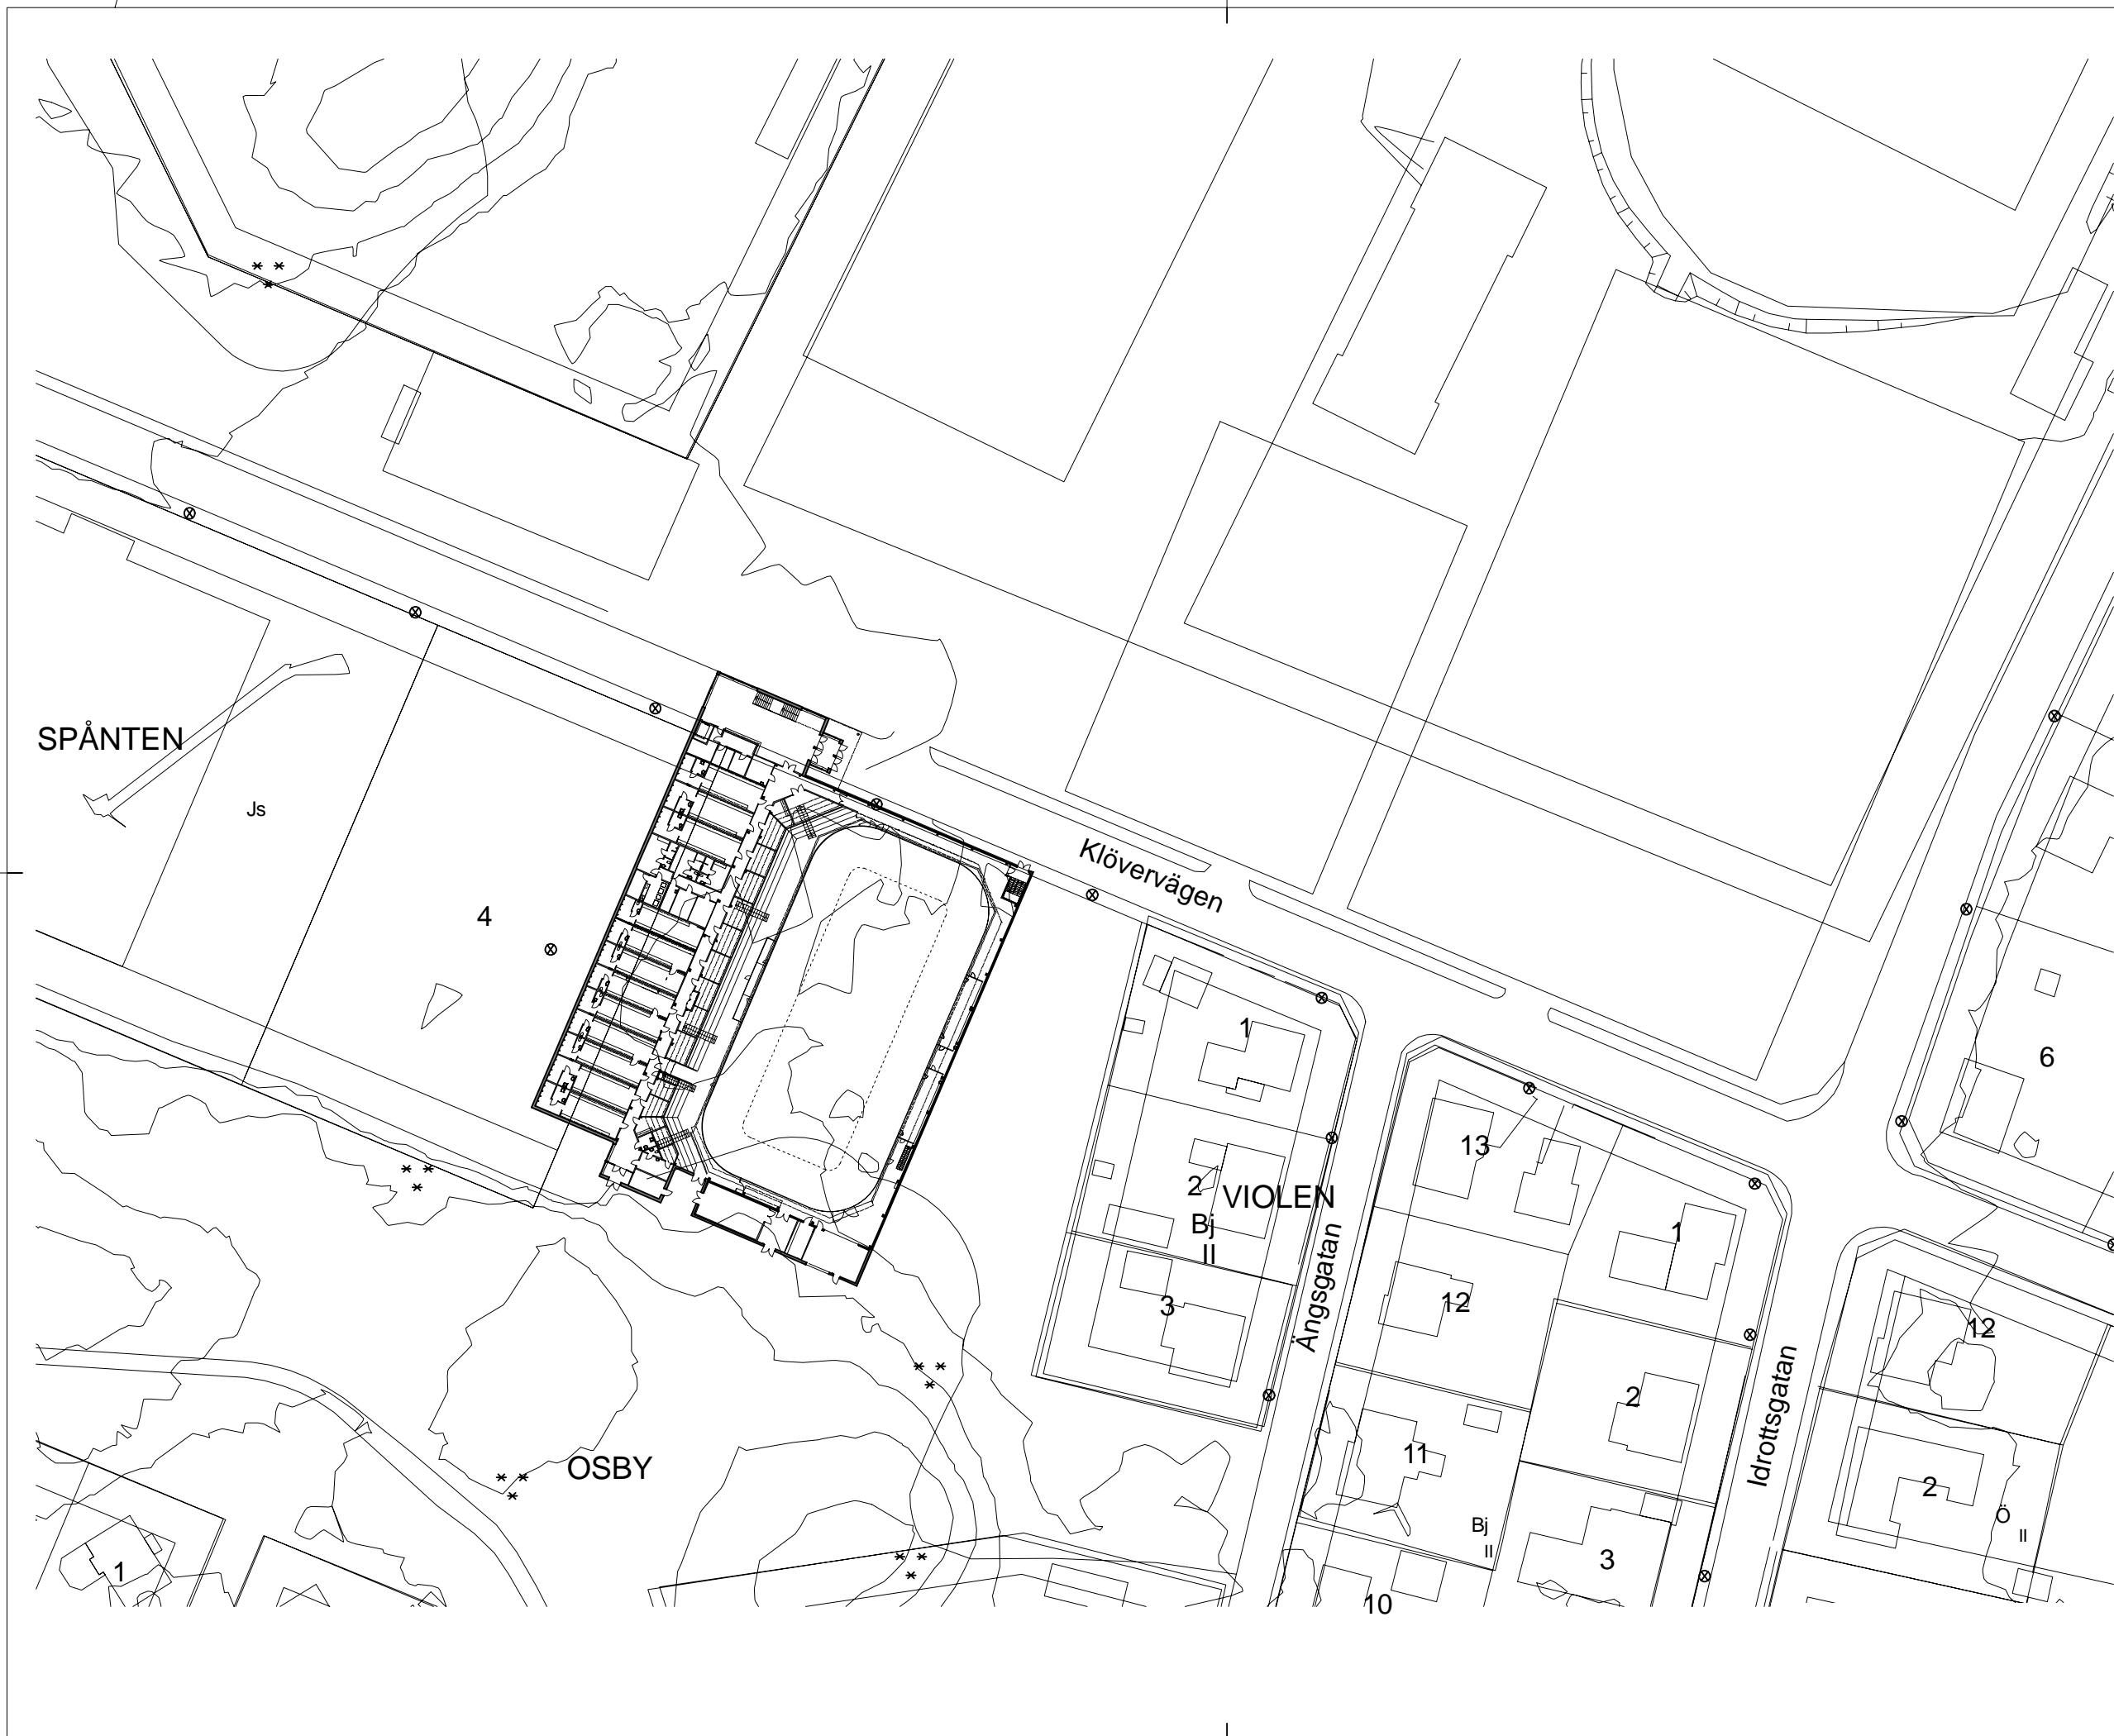 SPÅNTEN
Js
4
Klövervägen
1
6
13
2
VIOLEN
Bj
II
1
Ängsgatan
3
12
12
Idrottsgatan
2
11
OSBY
2
Ö
II
Bj
II
3
1
10